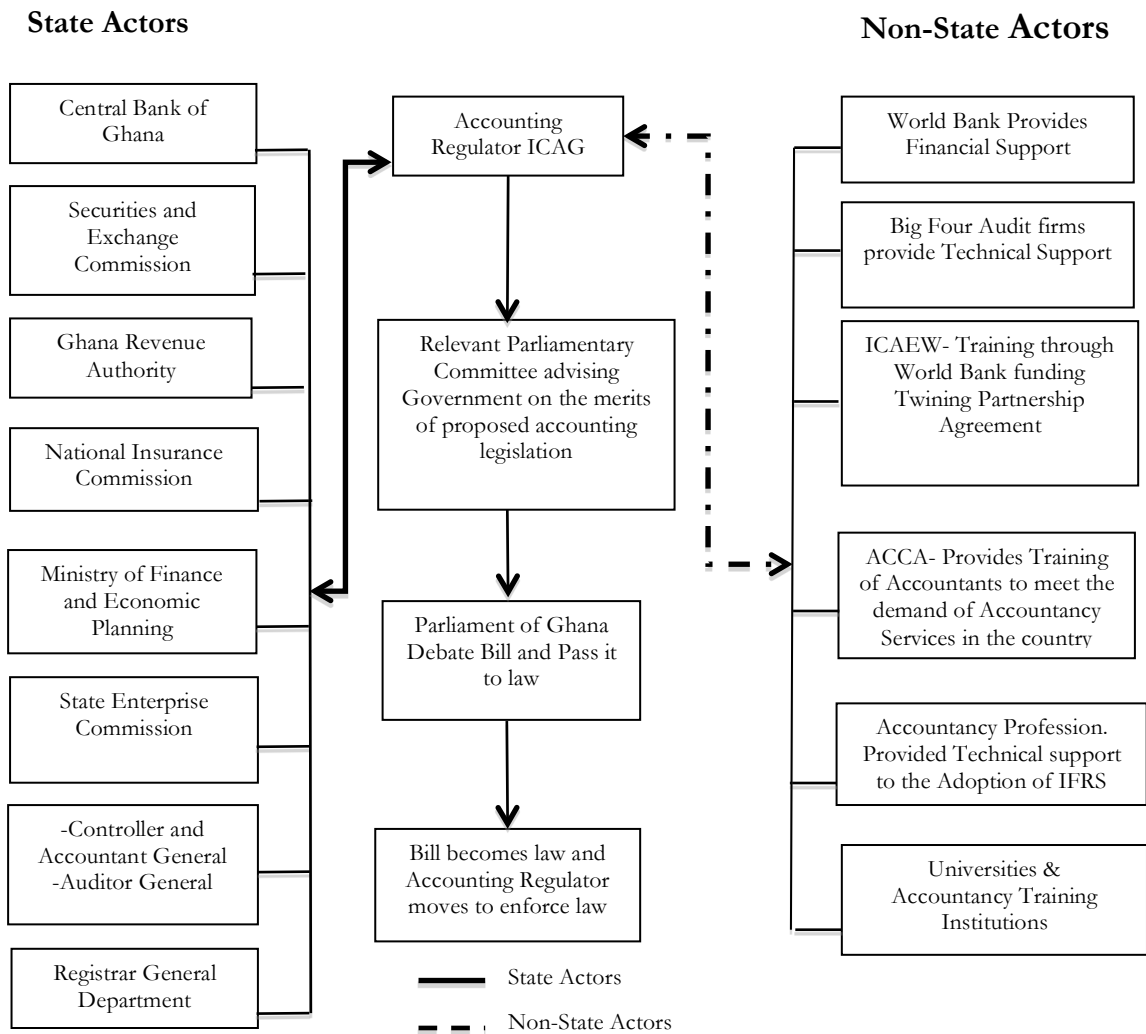 State Actors
Non-State Actors
Central Bank of
Ghana
Securities and
Exchange
Commission
Ghana Revenue
Authority
National Insurance
Commission
Ministry of Finance
and Economic
Planning
State Enterprise
Commission
-Controller and
Accountant General
-Auditor General
Registrar General
Department
Accounting
Regulator ICAG
Relevant Parliamentary
Committee advising
Government on the merits
of proposed accounting
legislation
Parliament of Ghana
Debate Bill and Pass it
to law
Bill becomes law and
Accounting Regulator
moves to enforce law
State Actors
Non-State Actors
World Bank Provides
Financial Support
Big Four Audit firms
provide Technical Support
ICAEW- Training through
World Bank funding
Twining Partnership
Agreement
ACCA- Provides Training
of Accountants to meet the
demand of Accountancy
Services in the country
Accountancy Profession.
Provided Technical support
to the Adoption of IFRS
Universities &
Accountancy Training
Institutions